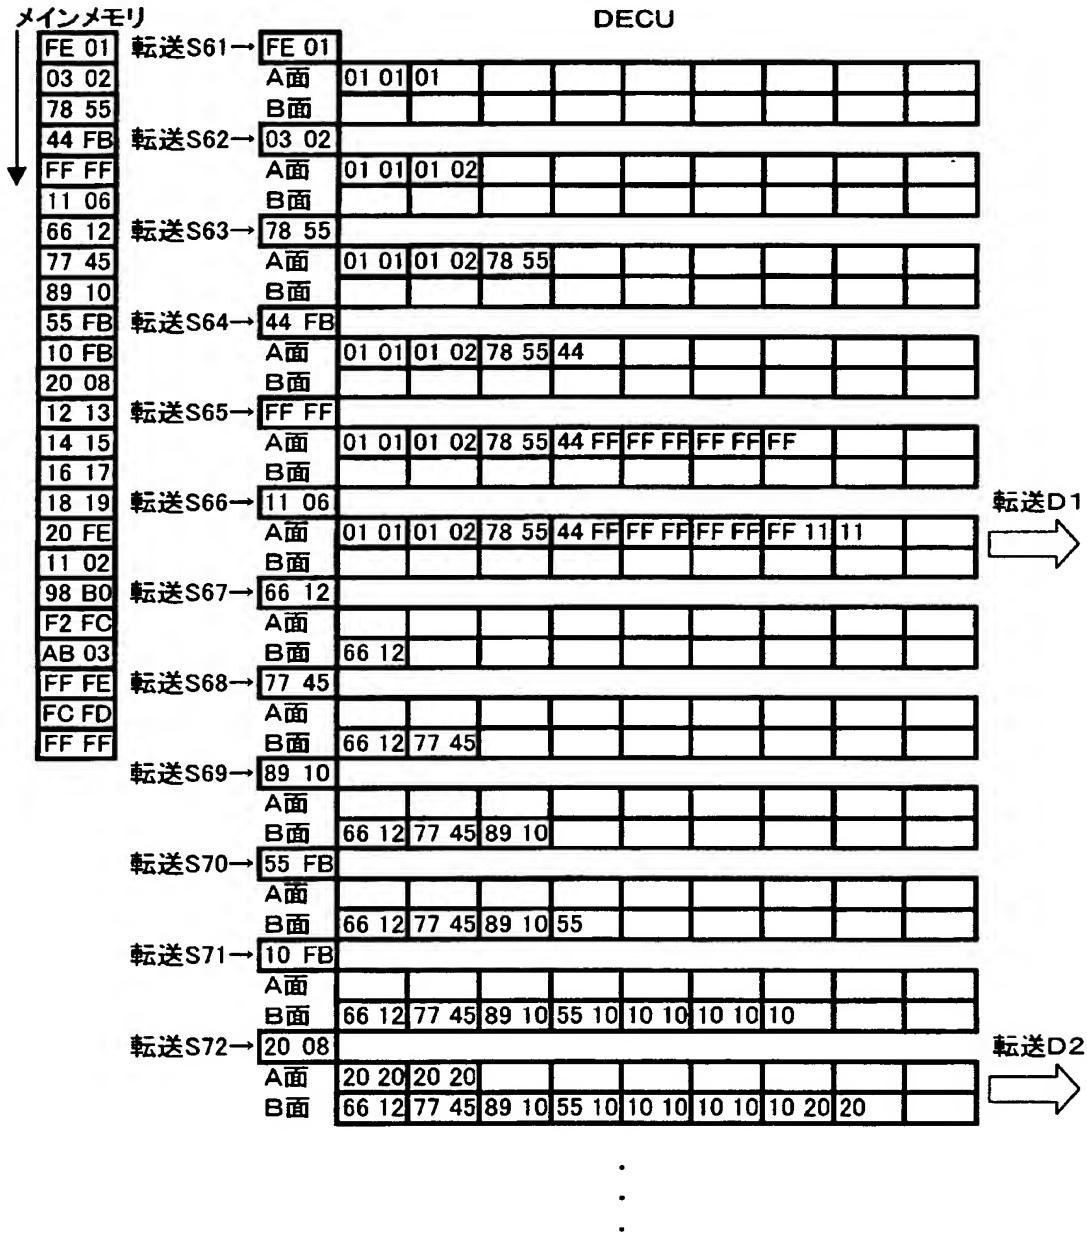 メインメモリ DECU
FE 01 転送S61→ FE 01
03 02 A面 01 01 01
78 55 B面
44 FB 転送S62→ 03 02
FF FF A面 01 01 01 02
11 06 B面
66 12 転送S63→ 78 55
77 45 A面 01 01 01 02 78 55
89 10 B面
55 FB 転送S64→ 44 FB
10 FB A面 01 01 01 02 78 55 44
20 08 B面
12 13 転送S65→ FF FF
14 15 A面 01 01 01 02 78 55 44 FF FF FF FF FF FF
16 17 B面
18 19 転送S66→ 11 06 転送D1
20 FE A面 01 01 01 02 78 55 44 FF FF FF FF FF FF 11 11
11 02 B面
98 B0 転送S67→ 66 12
F2 FC A面
AB 03 B面 66 12
FF FE 転送S68→ 77 45
FC FD A面
FF FF B面 66 12 77 45
転送S69→ 89 10
A面
B面 66 12 77 45 89 10
転送S70→ 55 FB
A面
B面 66 12 77 45 89 10 55
転送S71→ 10 FB
A面
B面 66 12 77 45 89 10 55 10 10 10 10 10 10
転送S72→ 20 08 転送D2
A面 20 20 20 20
B面 66 12 77 45 89 10 55 10 10 10 10 10 10 20 20